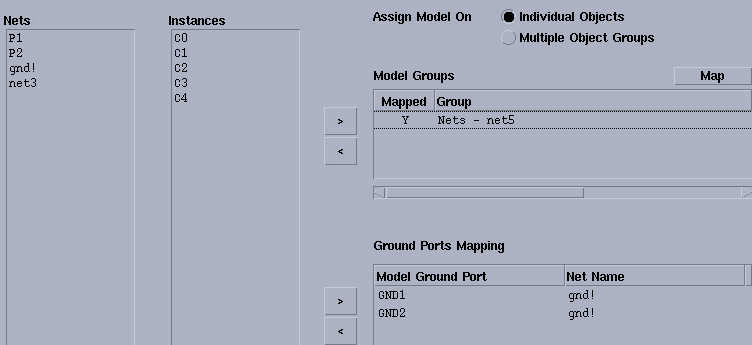 Nets
P1
P2
gnd!
net3
Instances
C0
C1
C2
C3
C4
>
<
>
<
Assign Model On
Individual Objects
Multiple Object Groups
Model Groups
Map
Mapped Group
Y Nets - net5
Ground Ports Mapping
Model Ground Port Net Name
GND1 gnd!
GND2 gnd!